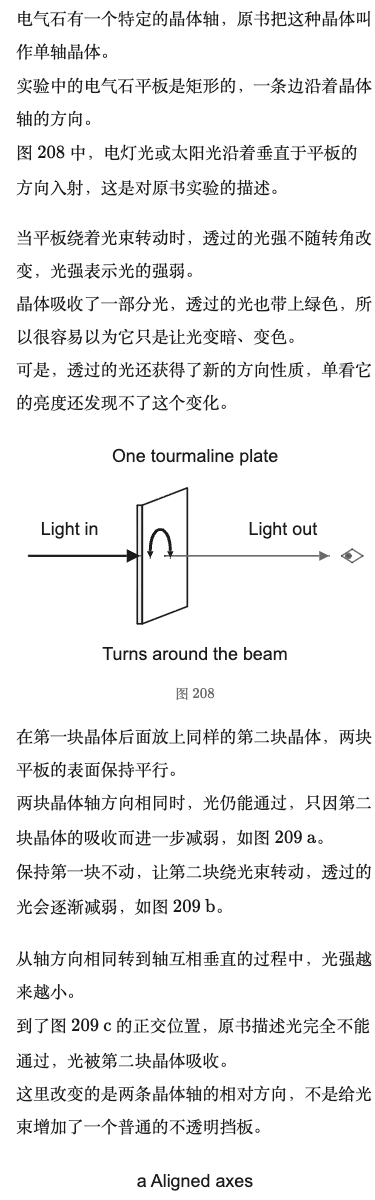 电气石有一个特定的晶体轴，原书把这种晶体叫
作单轴晶体。
实验中的电气石平板是矩形的，一条边沿着晶体
轴的方向。
图 208 中，电灯光或太阳光沿着垂直于平板的
方向入射，这是对原书实验的描述。
当平板绕着光束转动时，透过的光强不随转角改
变，光强表示光的强弱。
晶体吸收了一部分光，透过的光也带上绿色，所
以很容易以为它只是让光变暗、变色。
可是，透过的光还获得了新的方向性质，单看它
的亮度还发现不了这个变化。
One tourmaline plate
Light in
Light out
Turns around the beam
图 208
在第一块晶体后面放上同样的第二块晶体，两块
平板的表面保持平行。
两块晶体轴方向相同时，光仍能通过，只因第二
块晶体的吸收而进一步减弱，如图 209 a。
保持第一块不动，让第二块绕光束转动，透过的
光会逐渐减弱，如图 209 b。
从轴方向相同转到轴互相垂直的过程中，光强越
来越小。
到了图 209 c 的正交位置，原书描述光完全不能
通过，光被第二块晶体吸收。
这里改变的是两条晶体轴的相对方向，不是给光
束增加了一个普通的不透明挡板。
a Aligned axes